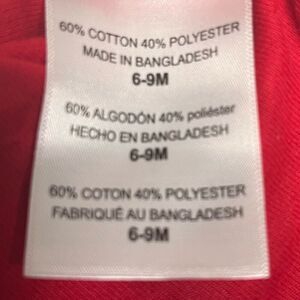 60% COTTON 40% POLYESTER
MADE IN BANGLADESH
6-9M
60% ALGODÓN 40% poliéster
HECHO EN BANGLADESH
6-9M
60% COTON 40% POLYESTER
FABRIQUÉ AU BANGLADESH
6-9M